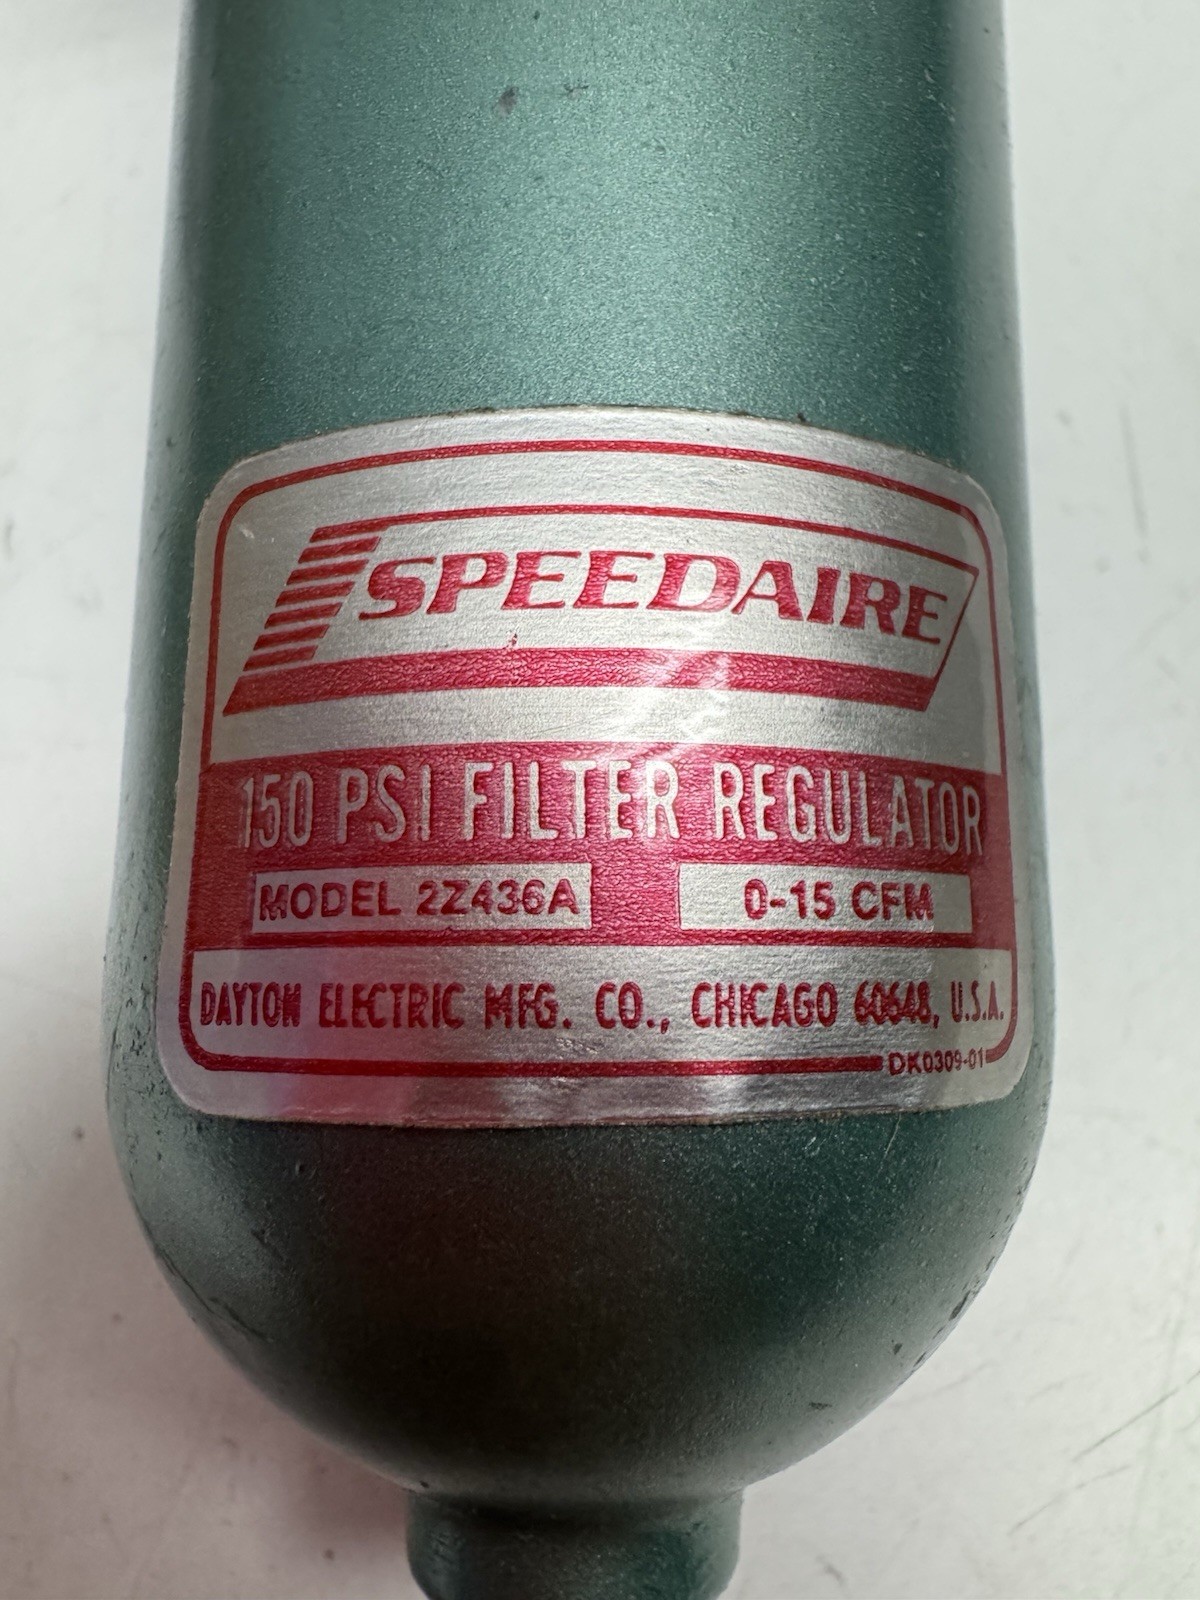 SPEEDAIRE
150 PSI FILTER REGULATOR
MODEL 2Z436A 0-15 CFM
DAYTON ELECTRIC MFG. CO., CHICAGO 60648, U.S.A.
DK0309-01